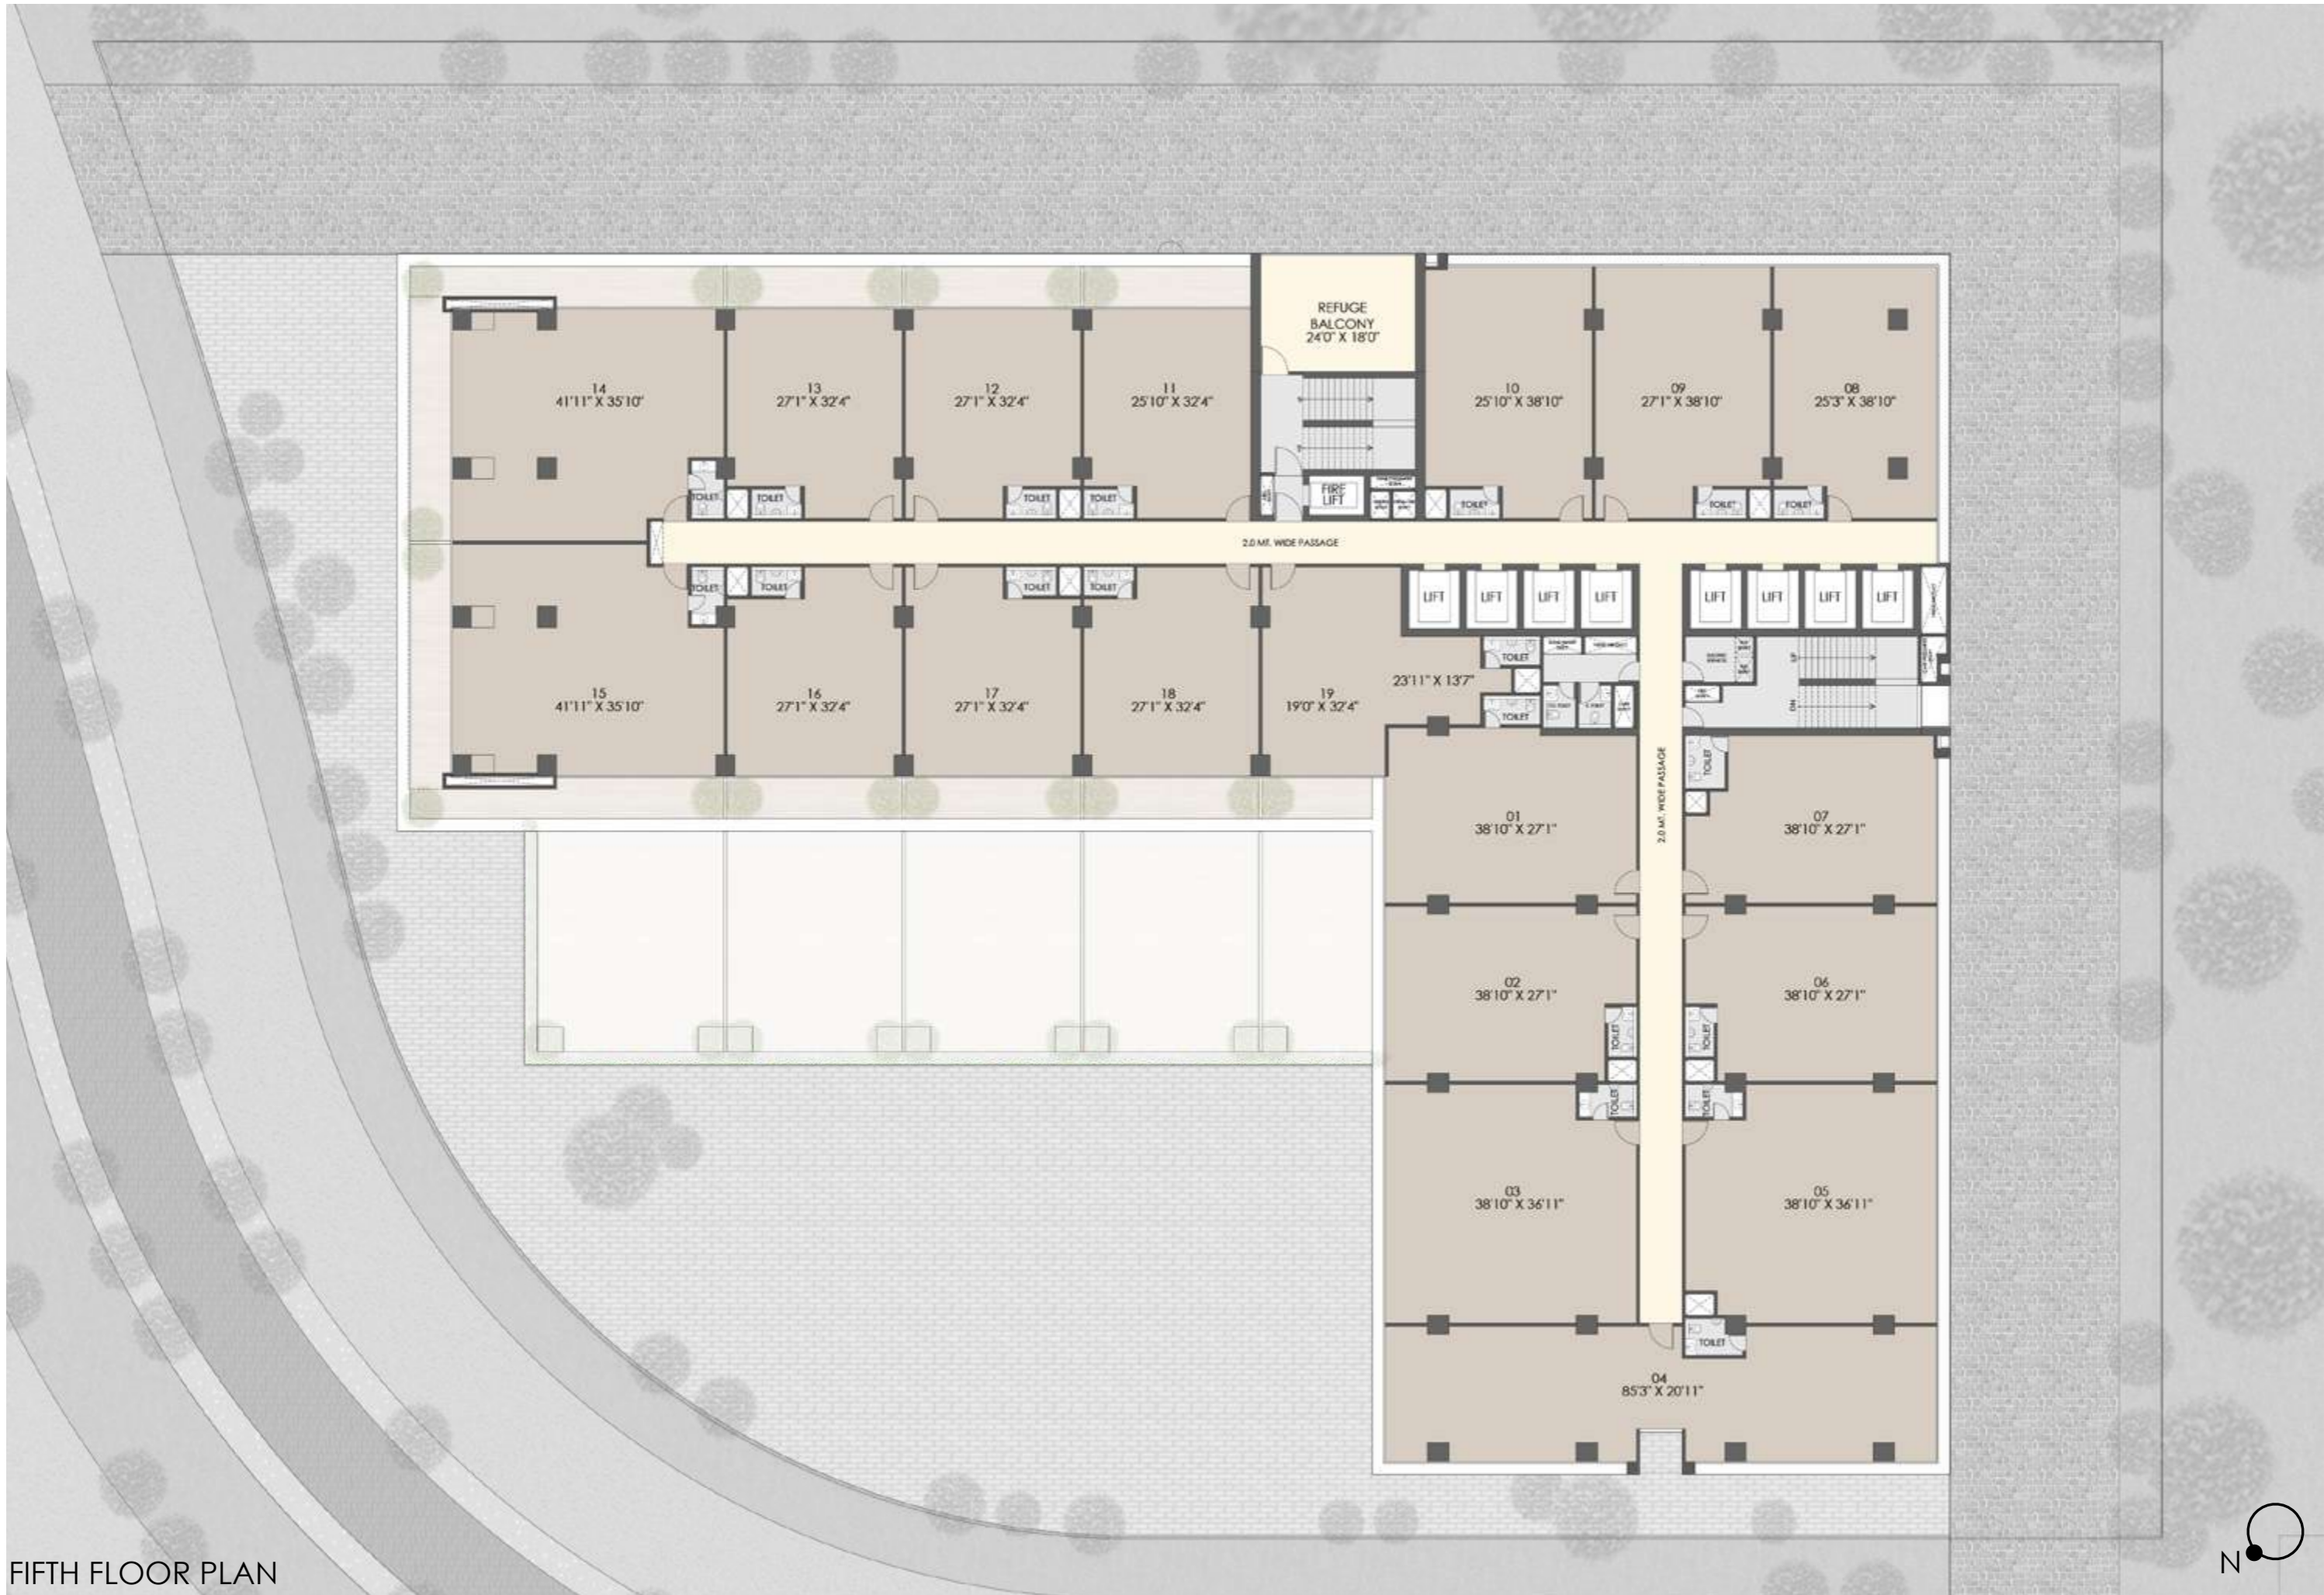 REFUGE
BALCONY
24'0" X 18'0"
14
41'11" X 35'10"
13
27'1" X 32'4"
12
27'1" X 32'4"
11
25'10" X 32'4"
10
25'10" X 38'10"
09
27'1" X 38'10"
08
25'3" X 38'10"
TOILET
TOILET
TOILET
TOILET
FIRE
LIFT
TOILET
TOILET
TOILET
2.0 MT. WIDE PASSAGE
TOILET
TOILET
TOILET
TOILET
LIFT
LIFT
LIFT
LIFT
LIFT
LIFT
LIFT
LIFT
TOILET
UP
DN
15
41'11" X 35'10"
16
27'1" X 32'4"
17
27'1" X 32'4"
18
27'1" X 32'4"
19
19'0" X 32'4"
23'11" X 13'7"
TOILET
TOILET
2.0 MT. WIDE PASSAGE
01
38'10" X 27'1"
07
38'10" X 27'1"
02
38'10" X 27'1"
06
38'10" X 27'1"
TOILET
TOILET
TOILET
TOILET
03
38'10" X 36'11"
05
38'10" X 36'11"
TOILET
04
85'3" X 20'11"
FIFTH FLOOR PLAN
N